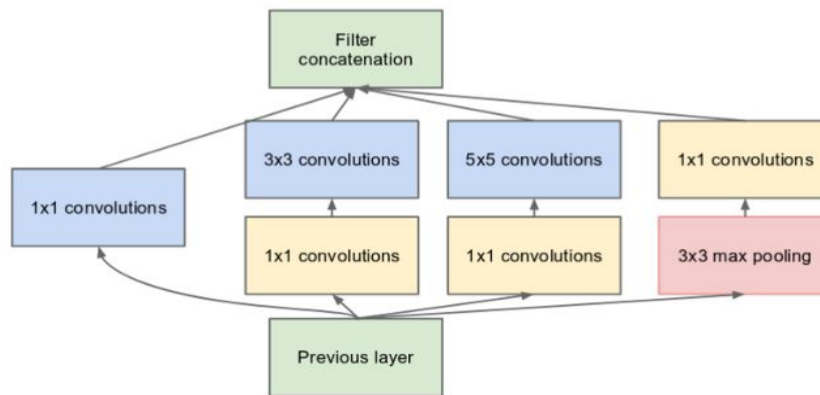 Filter
concatenation
3x3 convolutions
5x5 convolutions
1x1 convolutions
1x1 convolutions
1x1 convolutions
1x1 convolutions
3x3 max pooling
Previous layer